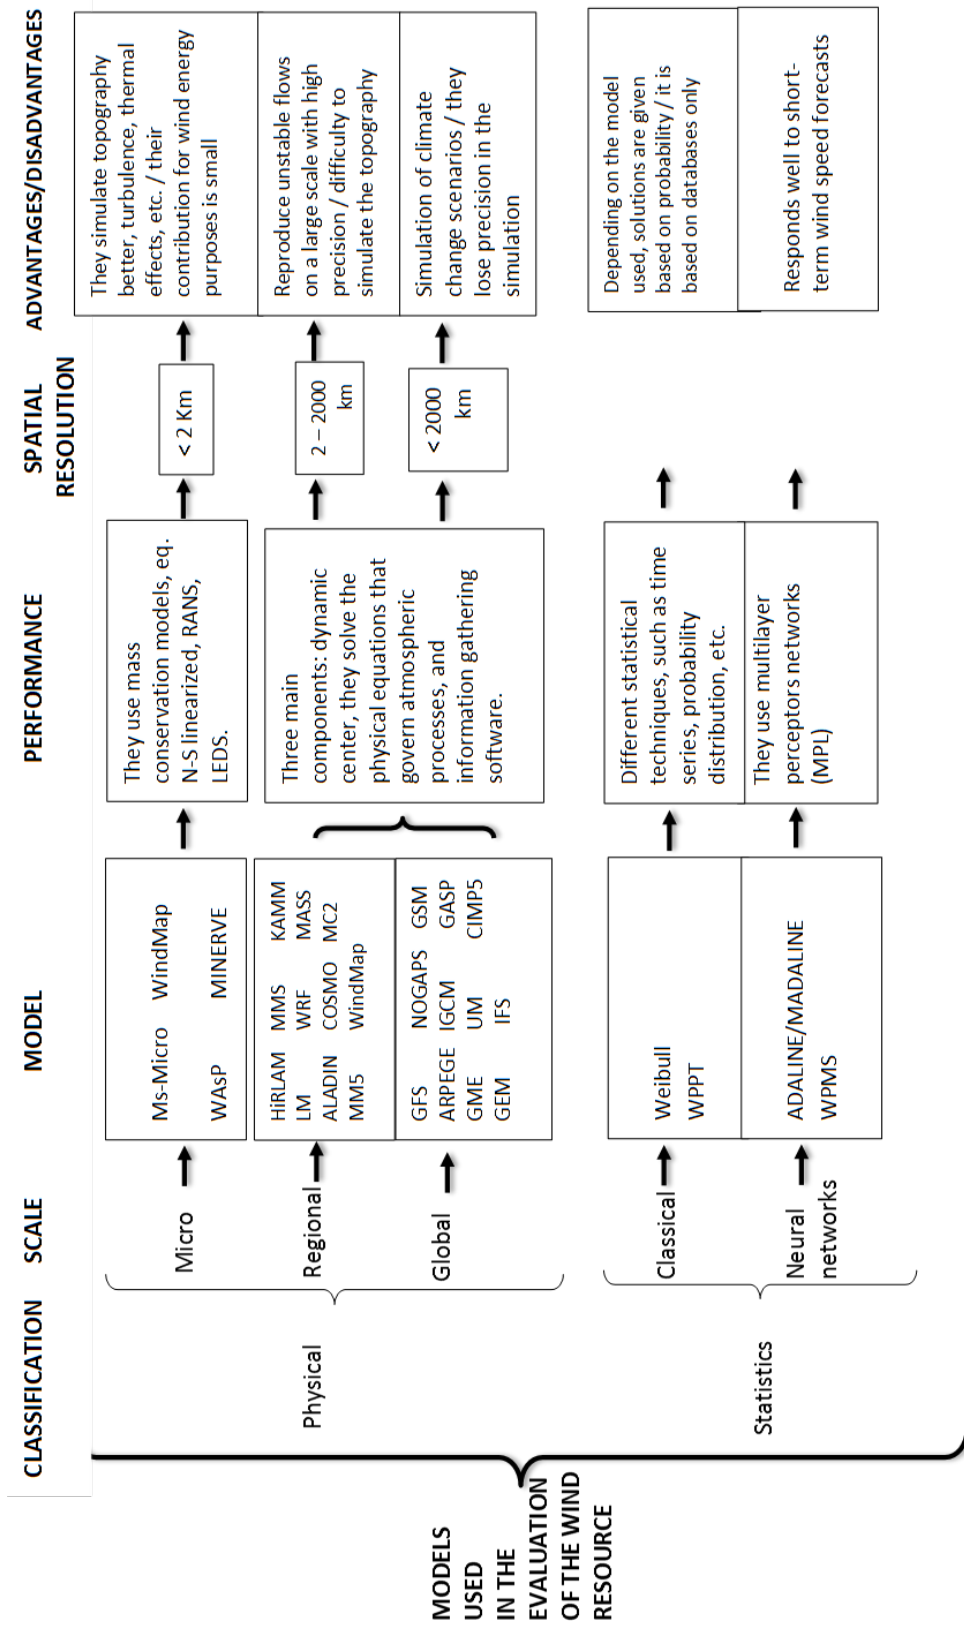 CLASSIFICATION
SCALE
MODEL
PERFORMANCE
SPATIAL
RESOLUTION
ADVANTAGES/DISADVANTAGES
MODELS
USED
IN THE
EVALUATION
OF THE WIND
RESOURCE
Physical
Micro
Ms-Micro WindMap
WAsP MINERVE
They use mass
conservation models, eq.
N-S linearized, RANS,
LEDS.
< 2 Km
They simulate topography
better, turbulence, thermal
effects, etc. / their
contribution for wind energy
purposes is small
Regional
HiRLAM MMS KAMM
LM WRF MASS
ALADIN COSMO MC2
MM5 WindMap
Three main
components: dynamic
center, they solve the
physical equations that
govern atmospheric
processes, and
information gathering
software.
2 – 2000
km
Reproduce unstable flows
on a large scale with high
precision / difficulty to
simulate the topography
Global
GFS NOGAPS GSM
ARPEGE IGCM GASP
GME UM CIMP5
GEM IFS
< 2000
km
Simulation of climate
change scenarios / they
lose precision in the
simulation
Statistics
Classical
Weibull
WPPT
Different statistical
techniques, such as time
series, probability
distribution, etc.
Depending on the model
used, solutions are given
based on probability / it is
based on databases only
Neural
networks
ADALINE/MADALINE
WPMS
They use multilayer
perceptors networks
(MPL)
Responds well to short-
term wind speed forecasts